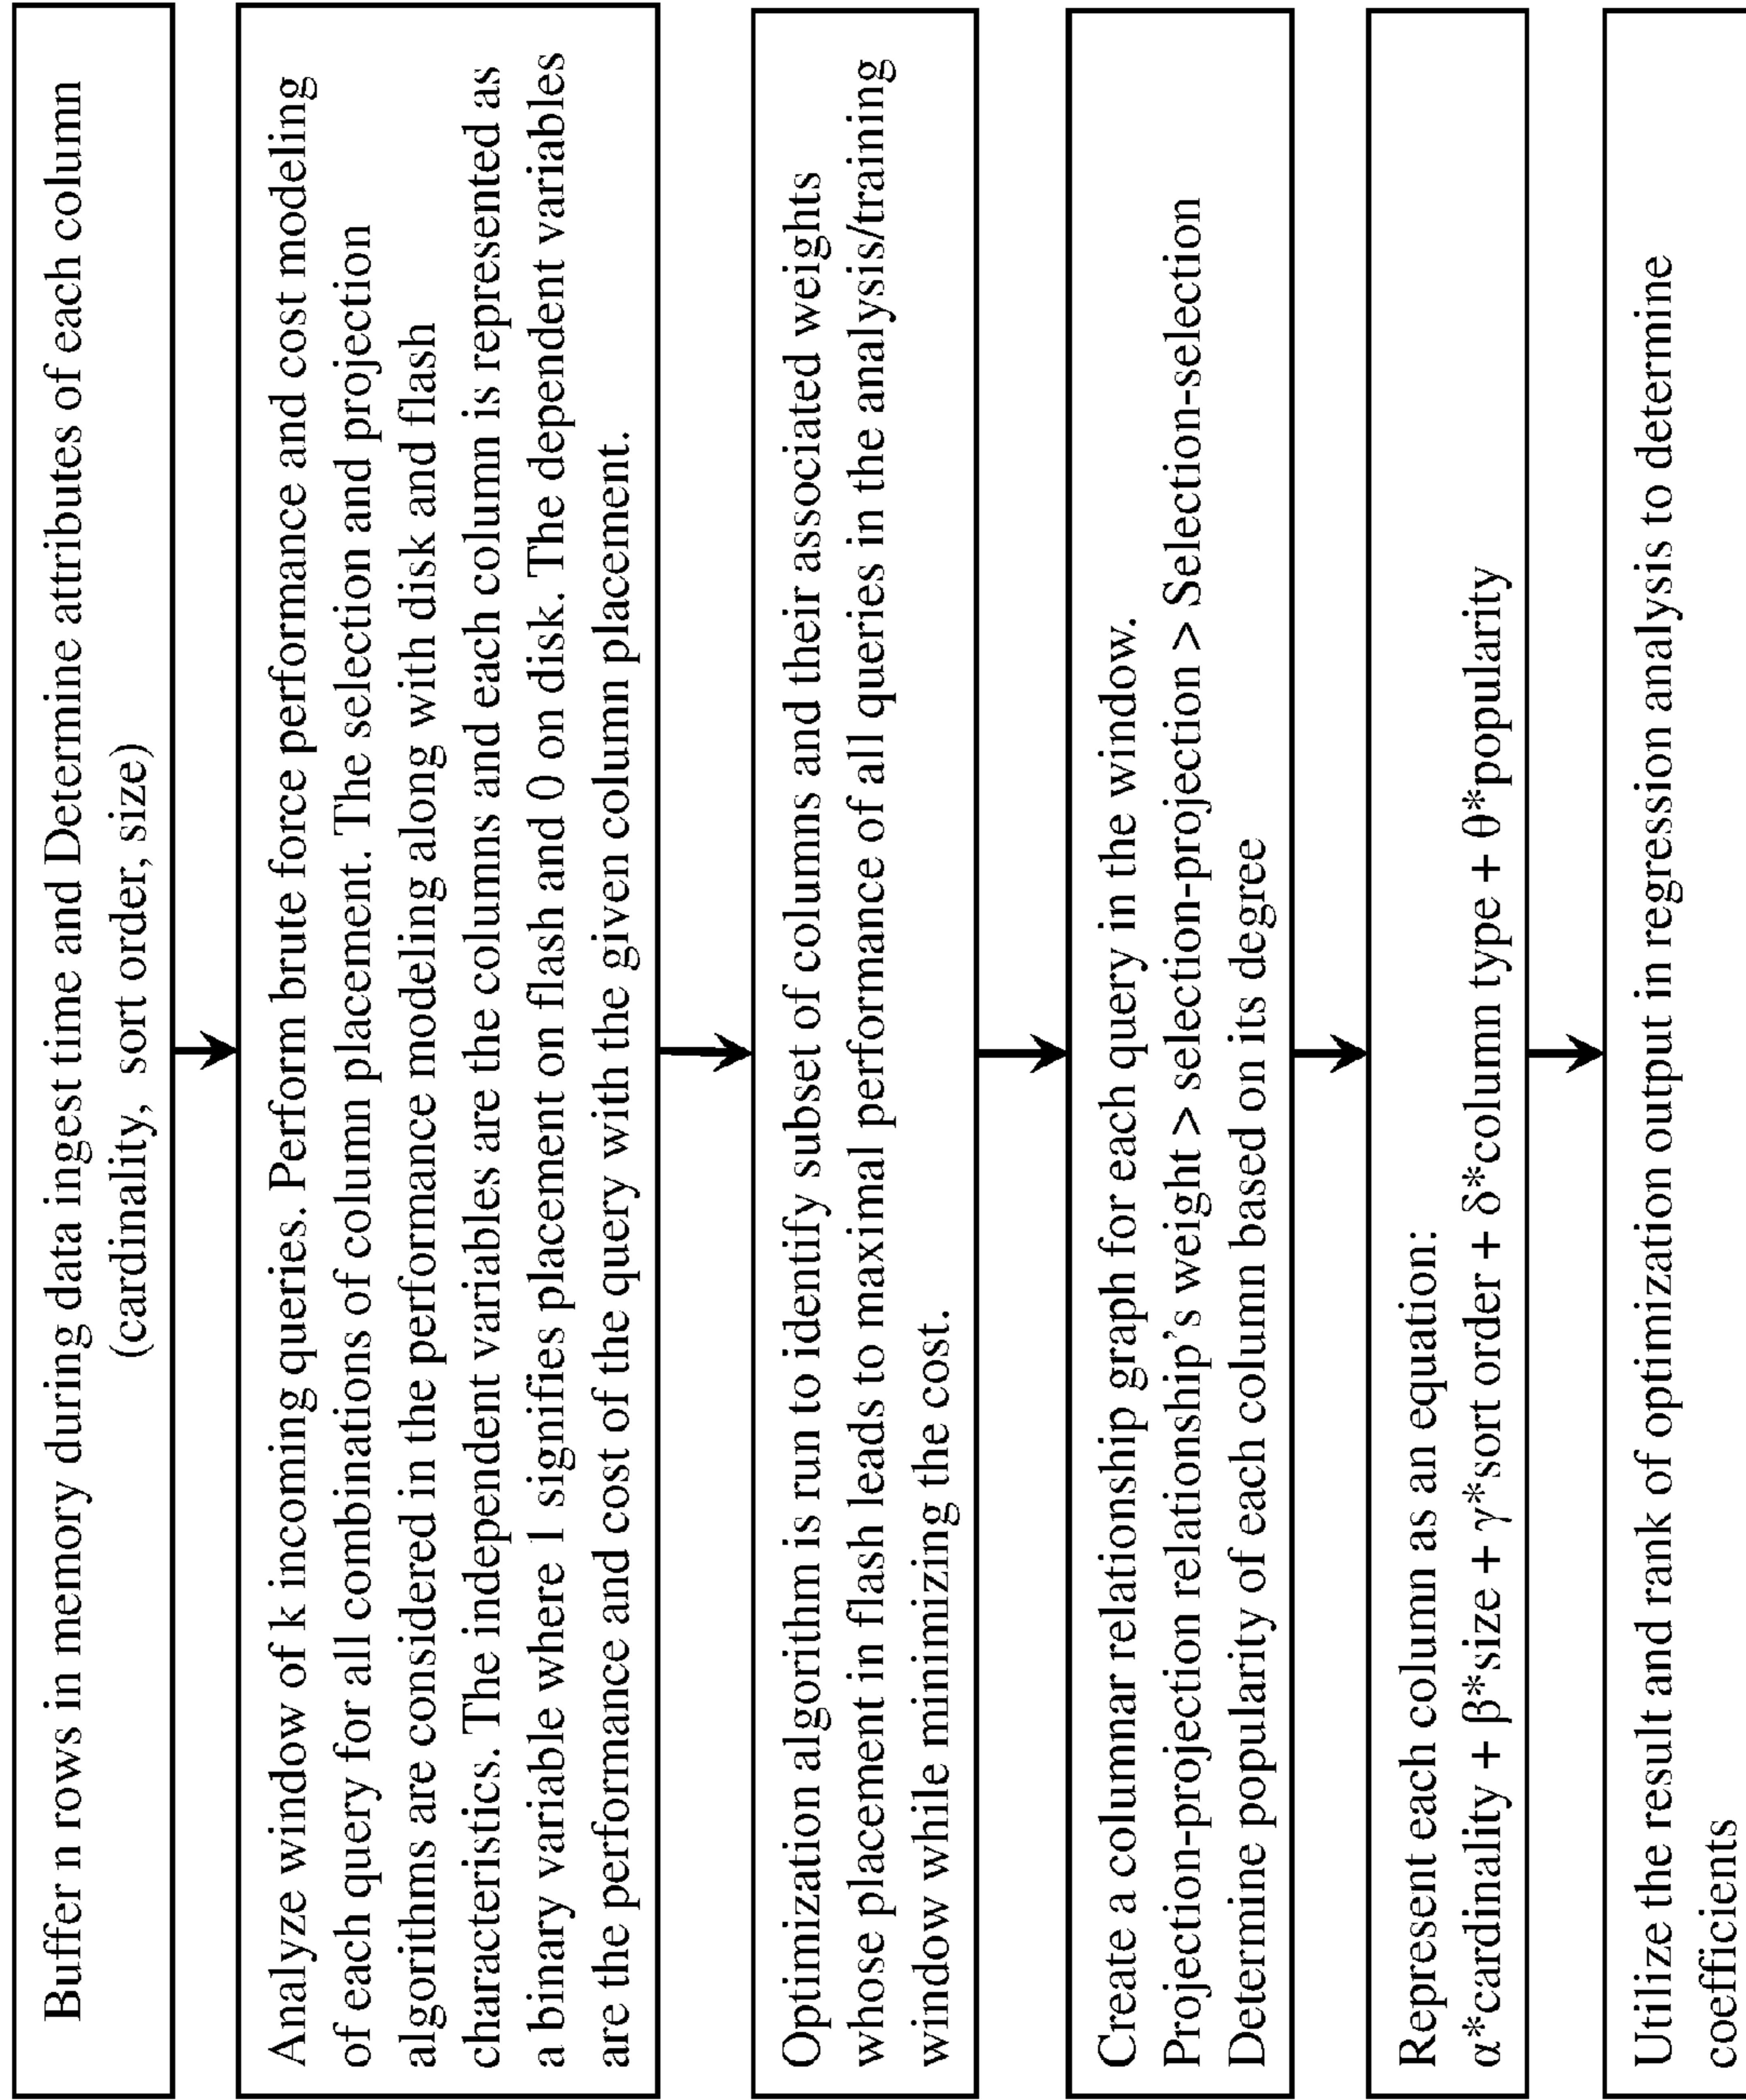 Buffer n rows in memory during data ingest time and Determine attributes of each column
(cardinality, sort order, size)
Analyze window of k incoming queries. Perform brute force performance and cost modeling
of each query for all combinations of column placement. The selection and projection
algorithms are considered in the performance modeling along with disk and flash
characteristics. The independent variables are the columns and each column is represented as
a binary variable where 1 signifies placement on flash and 0 on disk. The dependent variables
are the performance and cost of the query with the given column placement.
Optimization algorithm is run to identify subset of columns and their associated weights
whose placement in flash leads to maximal performance of all queries in the analysis/training
window while minimizing the cost.
Create a columnar relationship graph for each query in the window.
Projection-projection relationship's weight > selection-projection > Selection-selection
Determine popularity of each column based on its degree
Represent each column as an equation:
α*cardinality + β*size + γ*sort order + δ*column type + θ*popularity
Utilize the result and rank of optimization output in regression analysis to determine
coefficients